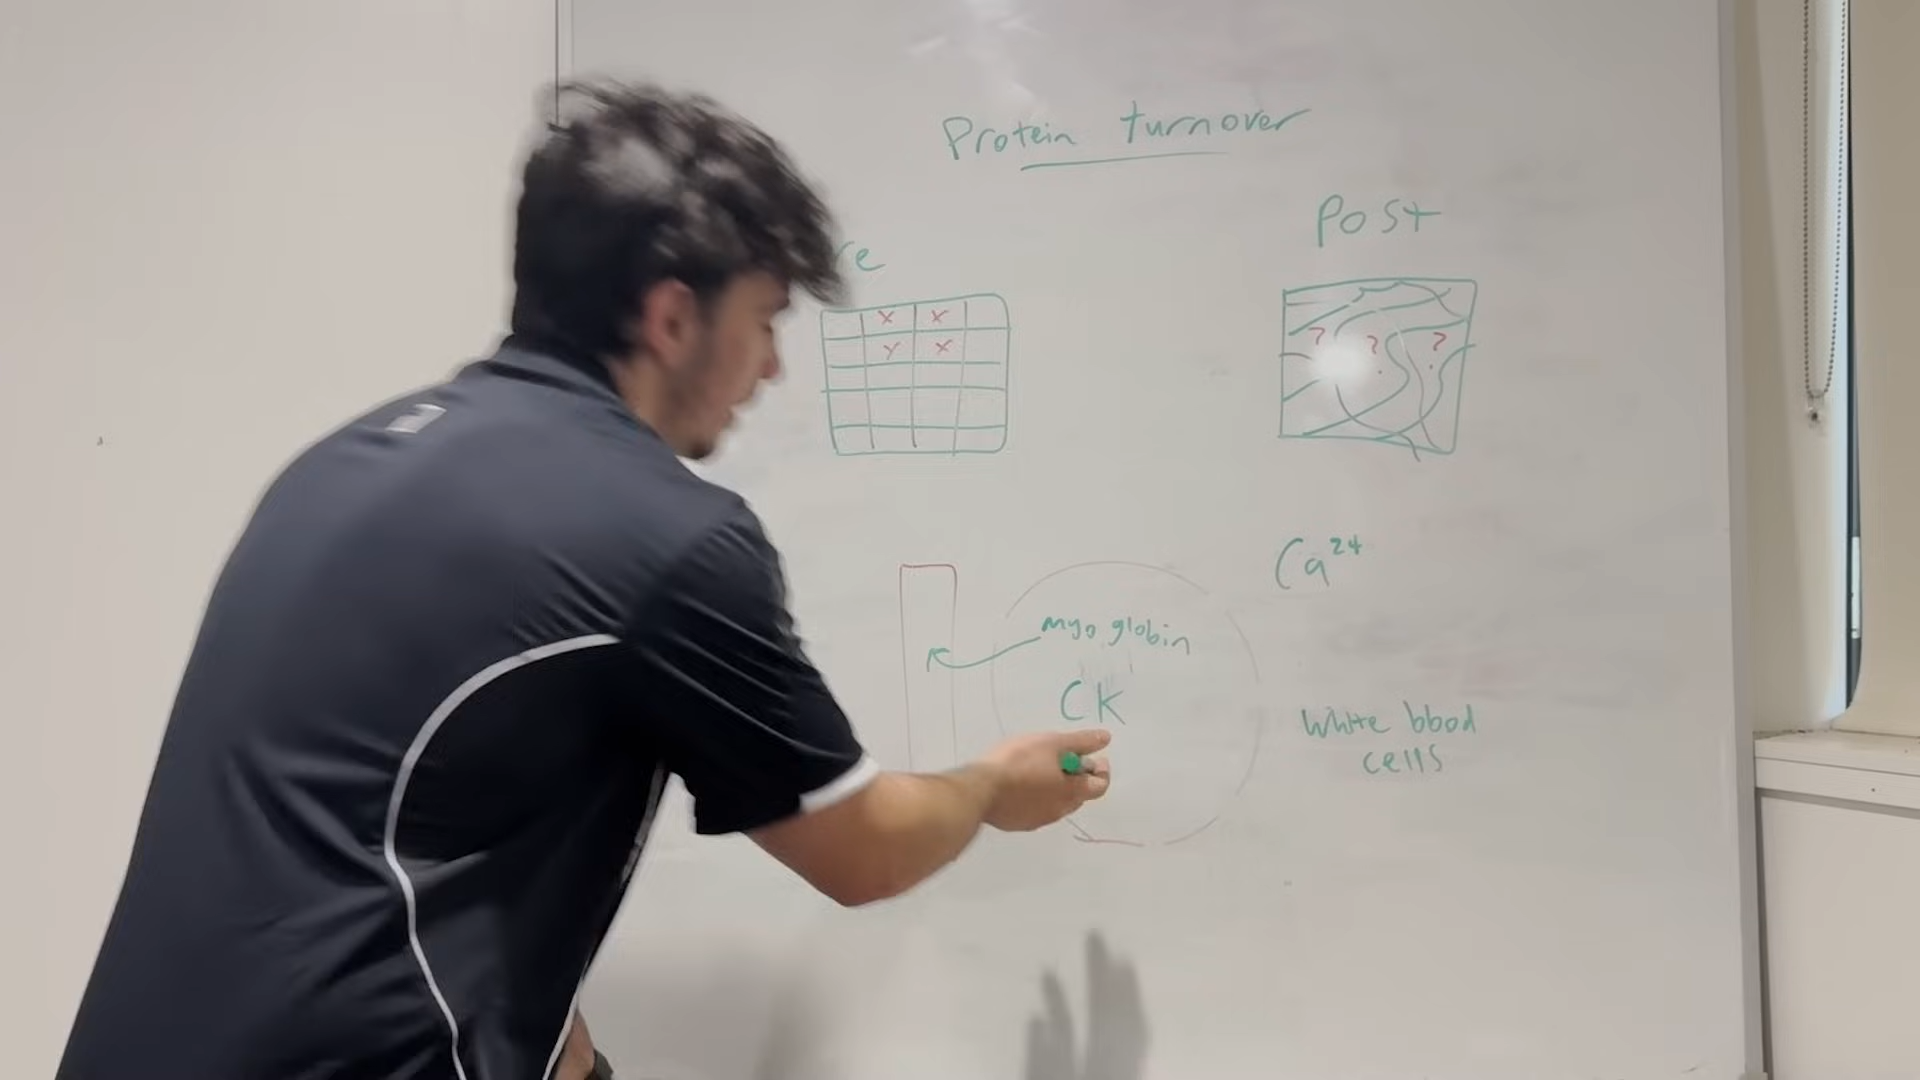 Protein turnover
re
Post
x x
Y x
? ? ?
Ca²⁺
myoglobin
CK
White blood
cells